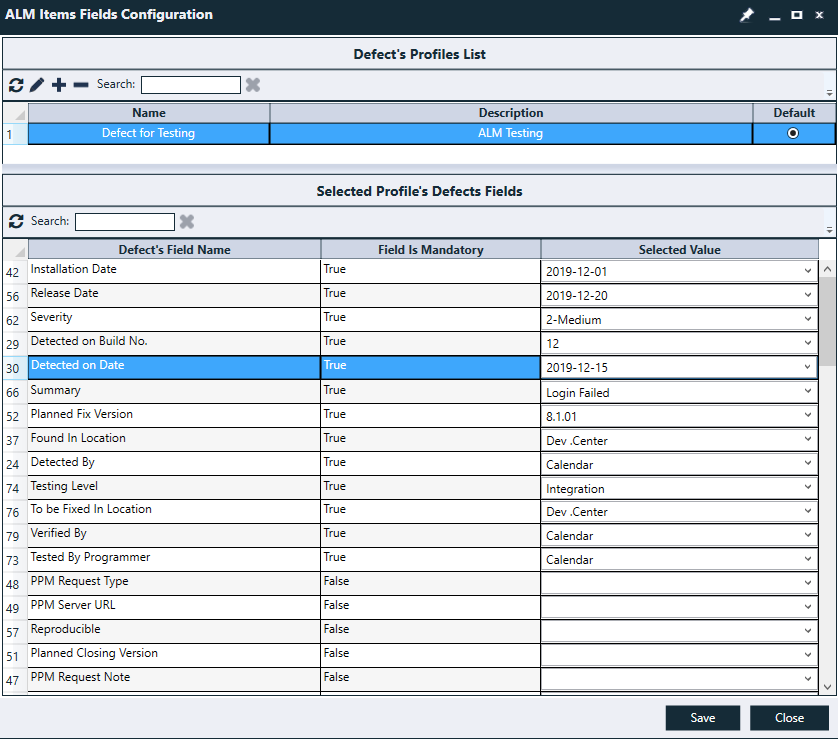 ALM Items Fields Configuration
Defect's Profiles List
Search:
Name Description Default
1 Defect for Testing ALM Testing
Selected Profile's Defects Fields
Search:
Defect's Field Name Field Is Mandatory Selected Value
42 Installation Date True 2019-12-01
56 Release Date True 2019-12-20
62 Severity True 2-Medium
29 Detected on Build No. True 12
30 Detected on Date True 2019-12-15
66 Summary True Login Failed
52 Planned Fix Version True 8.1.01
37 Found In Location True Dev .Center
24 Detected By True Calendar
74 Testing Level True Integration
76 To be Fixed In Location True Dev .Center
79 Verified By True Calendar
73 Tested By Programmer True Calendar
48 PPM Request Type False
49 PPM Server URL False
57 Reproducible False
51 Planned Closing Version False
47 PPM Request Note False
Save Close